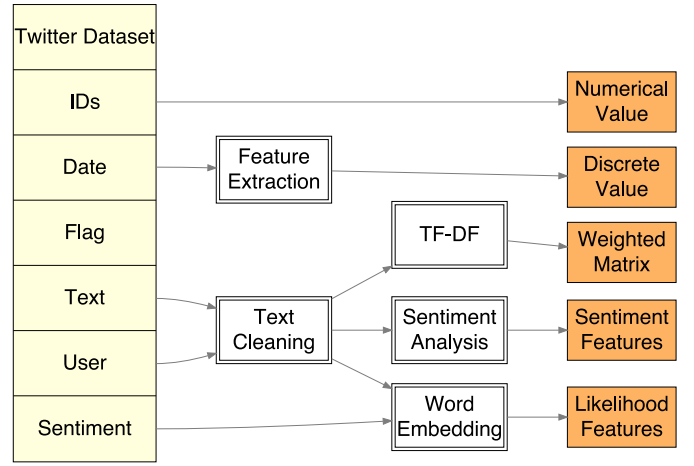 Twitter Dataset
IDs
Date
Flag
Text
User
Sentiment
Feature
Extraction
Text
Cleaning
TF-DF
Sentiment
Analysis
Word
Embedding
Numerical
Value
Discrete
Value
Weighted
Matrix
Sentiment
Features
Likelihood
Features